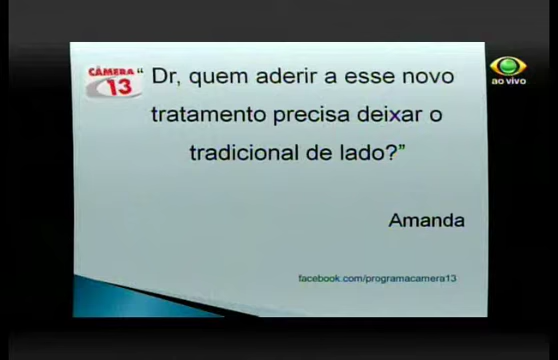 CÂMERA
13
“ Dr, quem aderir a esse novo
tratamento precisa deixar o
tradicional de lado?”
Amanda
facebook.com/programacamera13
ao vivo